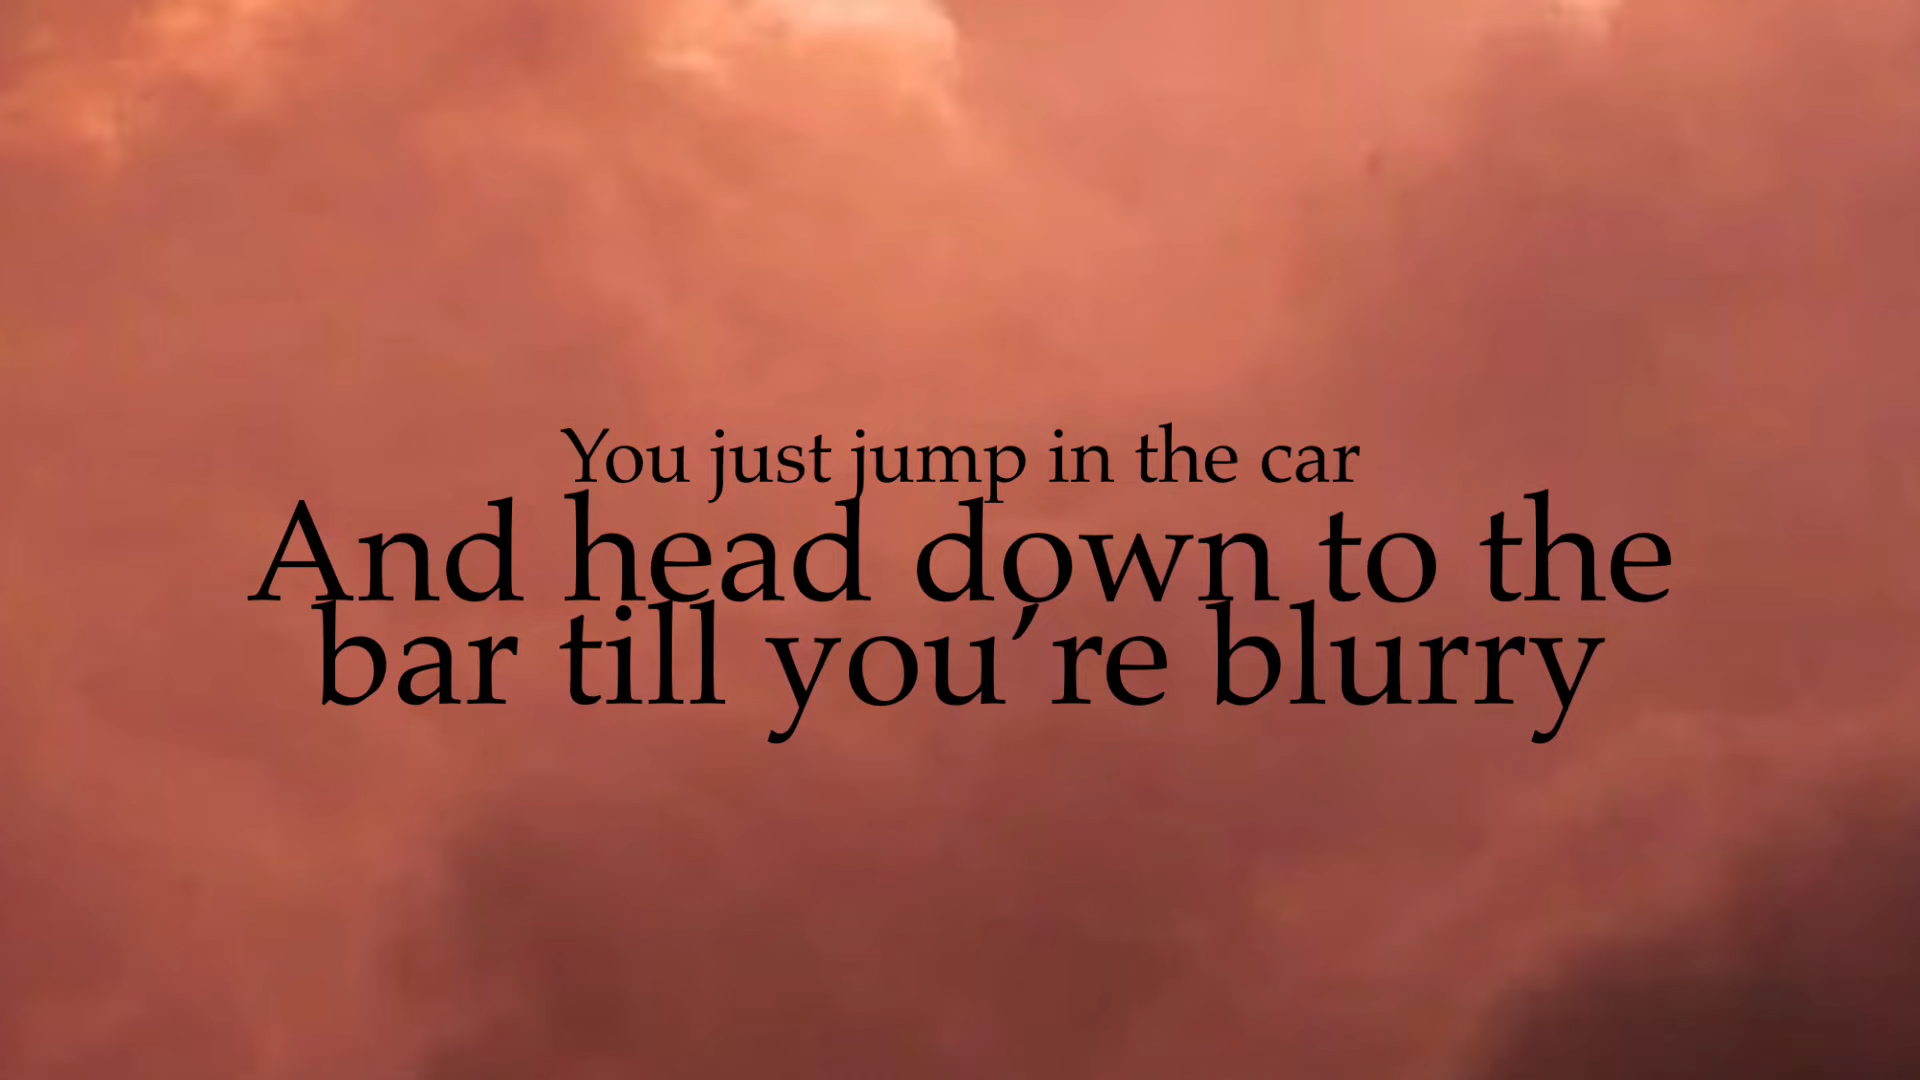 You just jump in the car
And head down to the
bar till you’re blurry